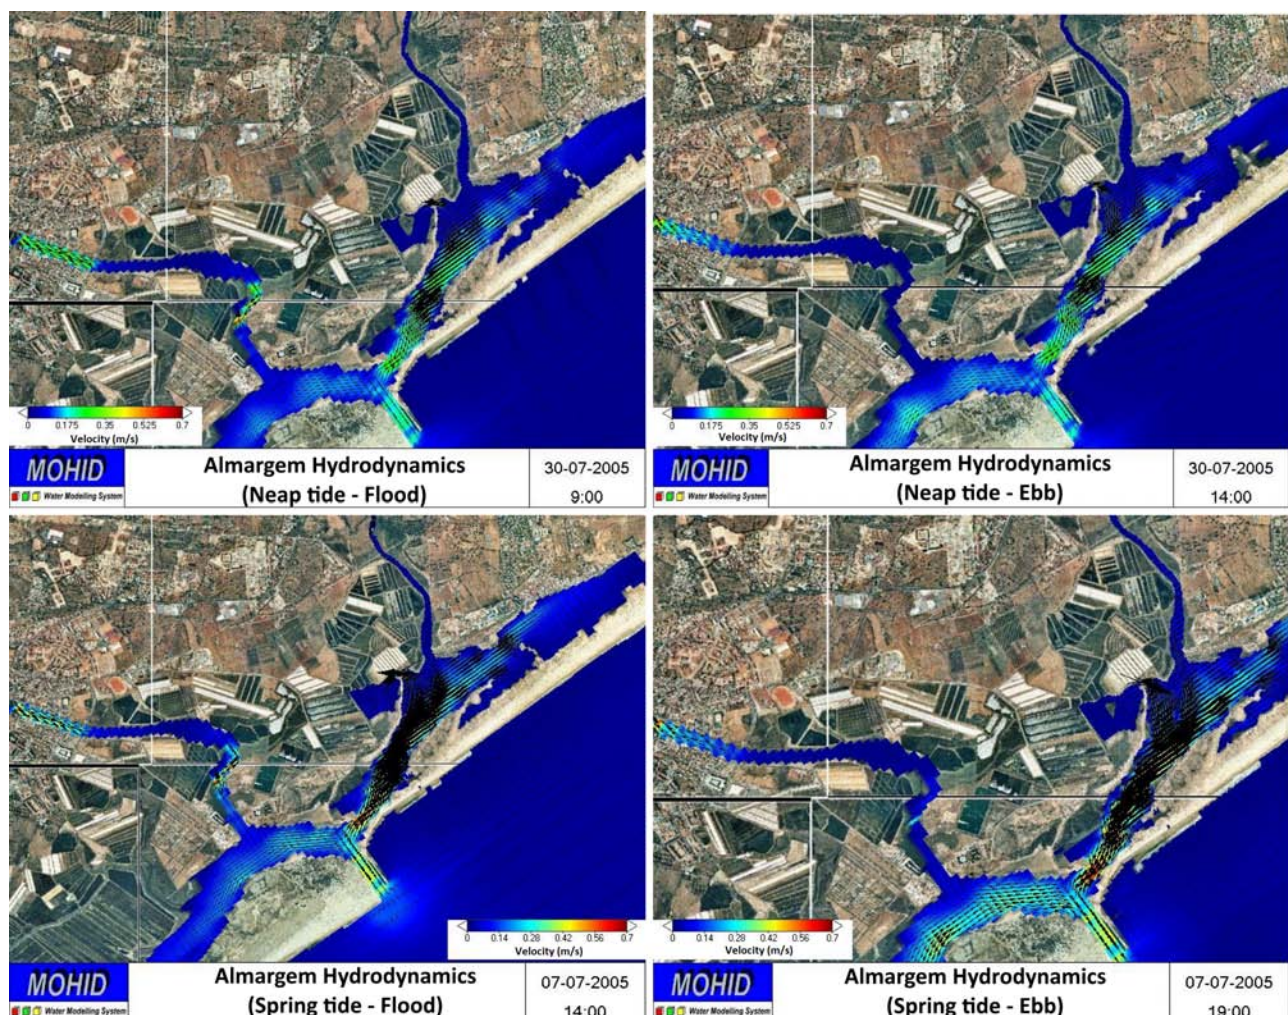 0 0.175 0.35 0.525 0.7
Velocity (m/s)
MOHID
Water Modelling System
Almargem Hydrodynamics
(Neap tide - Flood)
30-07-2005
9:00
0 0.175 0.35 0.525 0.7
Velocity (m/s)
MOHID
Water Modelling System
Almargem Hydrodynamics
(Neap tide - Ebb)
30-07-2005
14:00
0 0.14 0.28 0.42 0.56 0.7
Velocity (m/s)
MOHID
Water Modelling System
Almargem Hydrodynamics
(Spring tide - Flood)
07-07-2005
14:00
0 0.14 0.28 0.42 0.56 0.7
Velocity (m/s)
MOHID
Water Modelling System
Almargem Hydrodynamics
(Spring tide - Ebb)
07-07-2005
19:00